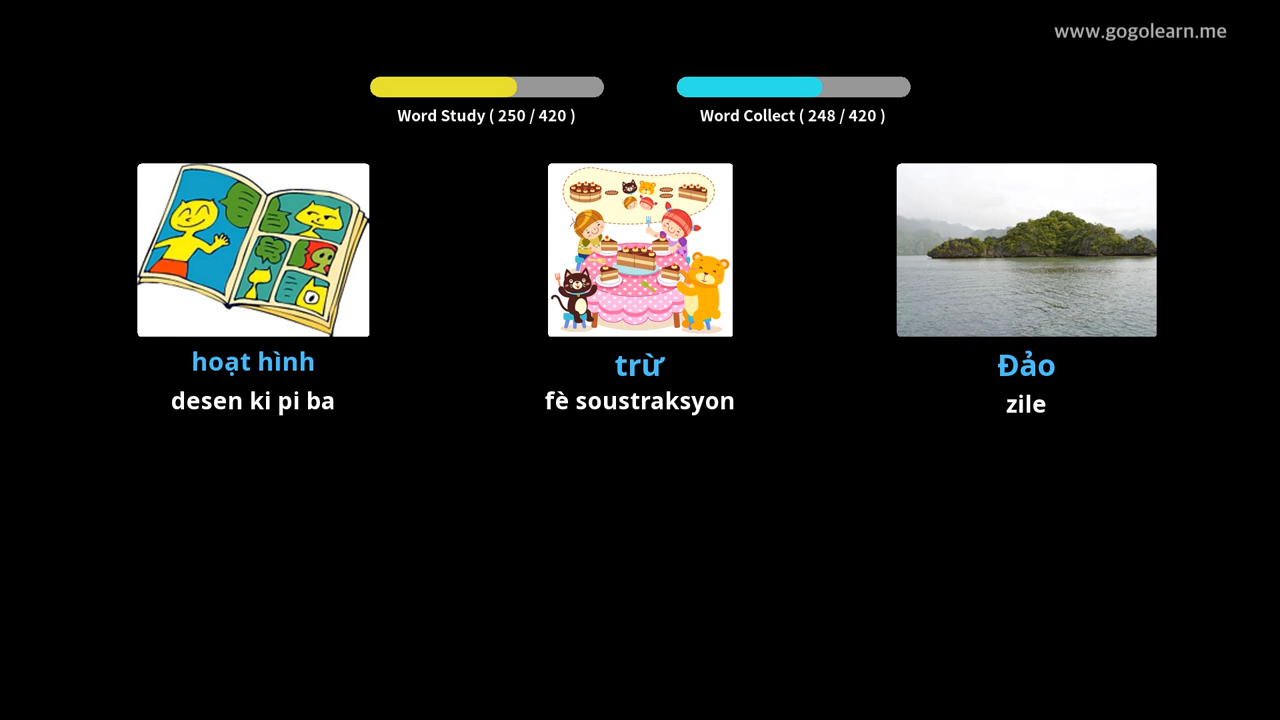 www.gogolearn.me
Word Study ( 250 / 420 )
Word Collect ( 248 / 420 )
hoạt hình
trừ
Đảo
desen ki pi ba
fè soustraksyon
zile